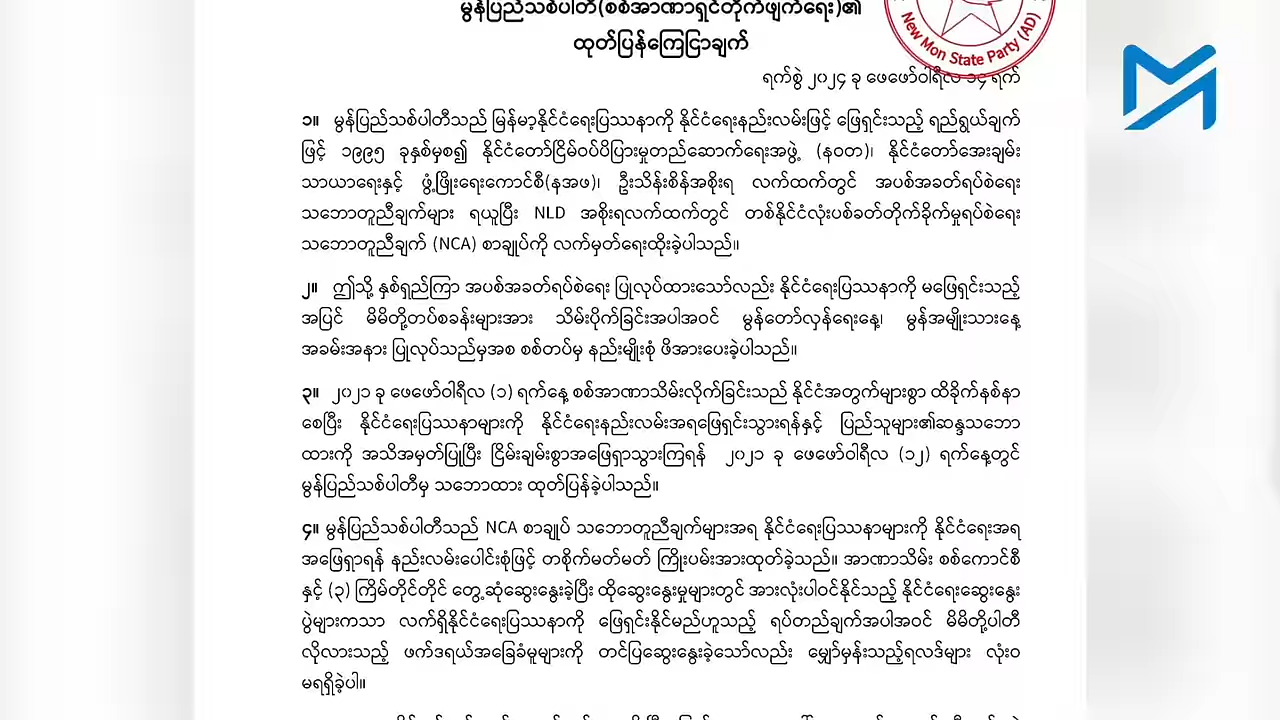 မွန်ပြည်သစ်ပါတီ(စစ်အာဏာရှင်တိုက်ဖျက်ရေး)၏
ထုတ်ပြန်ကြေငြာချက်
New Mon State Party (AD)
ရက်စွဲ ၂၀၂၄ ခု ဖေဖော်ဝါရီလ ၁၄ ရက်
၁။ မွန်ပြည်သစ်ပါတီသည် မြန်မာ့နိုင်ငံရေးပြဿနာကို နိုင်ငံရေးနည်းလမ်းဖြင့် ဖြေရှင်းသည့် ရည်ရွယ်ချက်
ဖြင့် ၁၉၉၅ ခုနှစ်မှစ၍ နိုင်ငံတော်ငြိမ်ဝပ်ပိပြားမှုတည်ဆောက်ရေးအဖွဲ့ (နဝတ)၊ နိုင်ငံတော်အေးချမ်း
သာယာရေးနှင့် ဖွံ့ဖြိုးရေးကောင်စီ(နအဖ)၊ ဦးသိန်းစိန်အစိုးရ လက်ထက်တွင် အပစ်အခတ်ရပ်စဲရေး
သဘောတူညီချက်များ ရယူပြီး NLD အစိုးရလက်ထက်တွင် တစ်နိုင်ငံလုံးပစ်ခတ်တိုက်ခိုက်မှုရပ်စဲရေး
သဘောတူညီချက် (NCA) စာချုပ်ကို လက်မှတ်ရေးထိုးခဲ့ပါသည်။
၂။ ဤသို့ နှစ်ရှည်ကြာ အပစ်အခတ်ရပ်စဲရေး ပြုလုပ်ထားသော်လည်း နိုင်ငံရေးပြဿနာကို မဖြေရှင်းသည့်
အပြင် မိမိတို့တပ်စခန်းများအား သိမ်းပိုက်ခြင်းအပါအဝင် မွန်တော်လှန်ရေးနေ့၊ မွန်အမျိုးသားနေ့
အခမ်းအနား ပြုလုပ်သည်မှအစ စစ်တပ်မှ နည်းမျိုးစုံ ဖိအားပေးခဲ့ပါသည်။
၃။ ၂၀၂၁ ခု ဖေဖော်ဝါရီလ (၁) ရက်နေ့ စစ်အာဏာသိမ်းလိုက်ခြင်းသည် နိုင်ငံအတွက်များစွာ ထိခိုက်နစ်နာ
စေပြီး နိုင်ငံရေးပြဿနာများကို နိုင်ငံရေးနည်းလမ်းအရဖြေရှင်းသွားရန်နှင့် ပြည်သူများ၏ဆန္ဒသဘော
ထားကို အသိအမှတ်ပြုပြီး ငြိမ်းချမ်းစွာအဖြေရှာသွားကြရန် ၂၀၂၁ ခု ဖေဖော်ဝါရီလ (၁၂) ရက်နေ့တွင်
မွန်ပြည်သစ်ပါတီမှ သဘောထား ထုတ်ပြန်ခဲ့ပါသည်။
၄။ မွန်ပြည်သစ်ပါတီသည် NCA စာချုပ် သဘောတူညီချက်များအရ နိုင်ငံရေးပြဿနာများကို နိုင်ငံရေးအရ
အဖြေရှာရန် နည်းလမ်းပေါင်းစုံဖြင့် တစိုက်မတ်မတ် ကြိုးပမ်းအားထုတ်ခဲ့သည်။ အာဏာသိမ်း စစ်ကောင်စီ
နှင့် (၃) ကြိမ်တိုင်တိုင် တွေ့ဆုံဆွေးနွေးခဲ့ပြီး ထိုဆွေးနွေးမှုများတွင် အားလုံးပါဝင်နိုင်သည့် နိုင်ငံရေးဆွေးနွေး
ပွဲများကသာ လက်ရှိနိုင်ငံရေးပြဿနာကို ဖြေရှင်းနိုင်မည်ဟူသည့် ရပ်တည်ချက်အပါအဝင် မိမိတို့ပါတီ
လိုလားသည့် ဖက်ဒရယ်အခြေခံမူများကို တင်ပြဆွေးနွေးခဲ့သော်လည်း မျှော်မှန်းသည့်ရလဒ်များ လုံးဝ
မရရှိခဲ့ပါ။